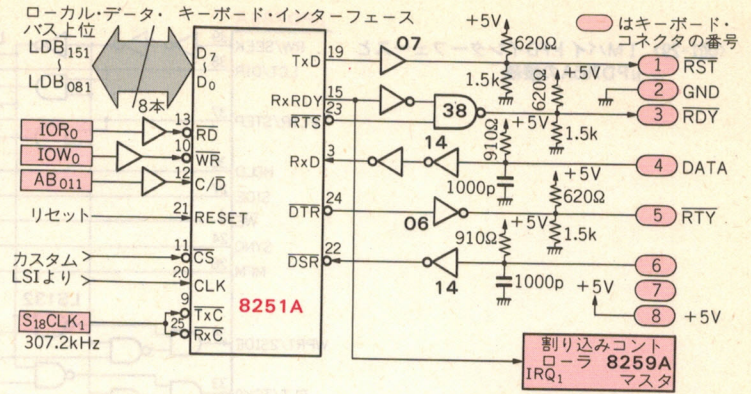 ローカル・データ・ キーボード・インターフェース
バス上位
LDB151
〜
LDH081
8本
D7
〜
D0
IOR0
13
RD
IOW0
10
WR
AB011
12
C/D
リセット
21
RESET
カスタム
LSIより
11
CS
20
CLK
9
TxC
S18CLK1
25
RxC
307.2kHz
8251A
TxD
19
07
RxRDY
15
23
RTS
38
14
RxD
3
DTR
24
06
DSR
22
14
+5V
620Ω
1.5k
+5V
620Ω
1.5k
+5V
910Ω
1000p
+5V
620Ω
1.5k
+5V
910Ω
1000p
+5V
はキーボード・
コネクタの番号
1 RST
2 GND
3 RDY
4 DATA
5 RTY
6
7
8 +5V
割り込みコント
ローラ 8259A
IRQ1 マスタ